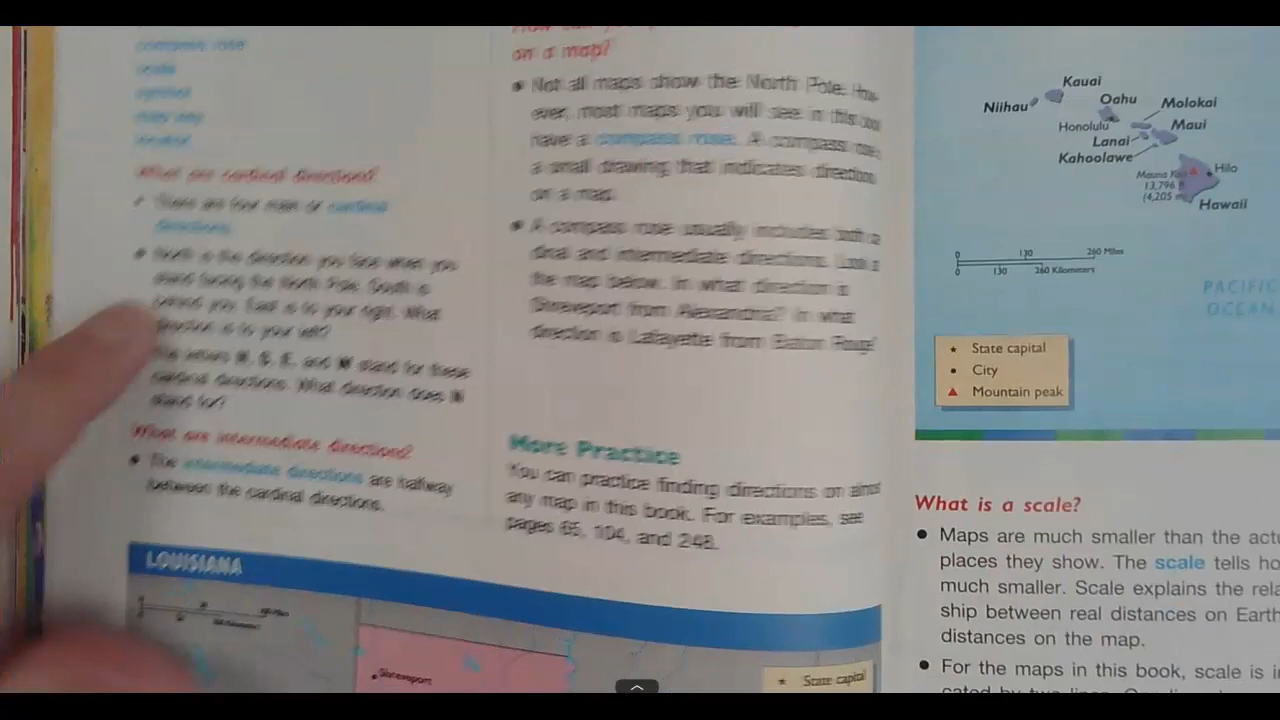 compass rose
scale
symbol
map key
locator
What are cardinal directions?
There are four main or cardinal
directions.
North is the direction you face when you
stand facing the North Pole. South is
behind you. East is to your right. What
direction is to your left?
letters N, S, E, and W stand for these
cardinal directions. What direction does N
stand for?
What are intermediate directions?
The intermediate directions are halfway
between the cardinal directions.
LOUISIANA
Shreveport
State capital
on a map?
Not all maps show the North Pole. How-
ever, most maps you will see in this book
have a compass rose. A compass rose
a small drawing that indicates directions
on a map.
A compass rose usually includes both
dinal and intermediate directions. Look
the map below. In what direction is
Shreveport from Alexandria? In what
direction is Lafayette from Baton Rouge?
More Practice
You can practice finding directions on almost
any map in this book. For examples, see
pages 65, 104, and 248.
Kauai
Niihau
Oahu
Molokai
Honolulu
Maui
Lanai
Kahoolawe
Hilo
Mauna
13,796
(4,205
Hawaii
0 130 260 Miles
0 130 260 Kilometers
PACIFIC
OCEAN
State capital
City
Mountain peak
What is a scale?
Maps are much smaller than the
places they show. The scale tells
much smaller. Scale explains the
ship between real distances on Earth
distances on the map.
For the maps in this book, scale is